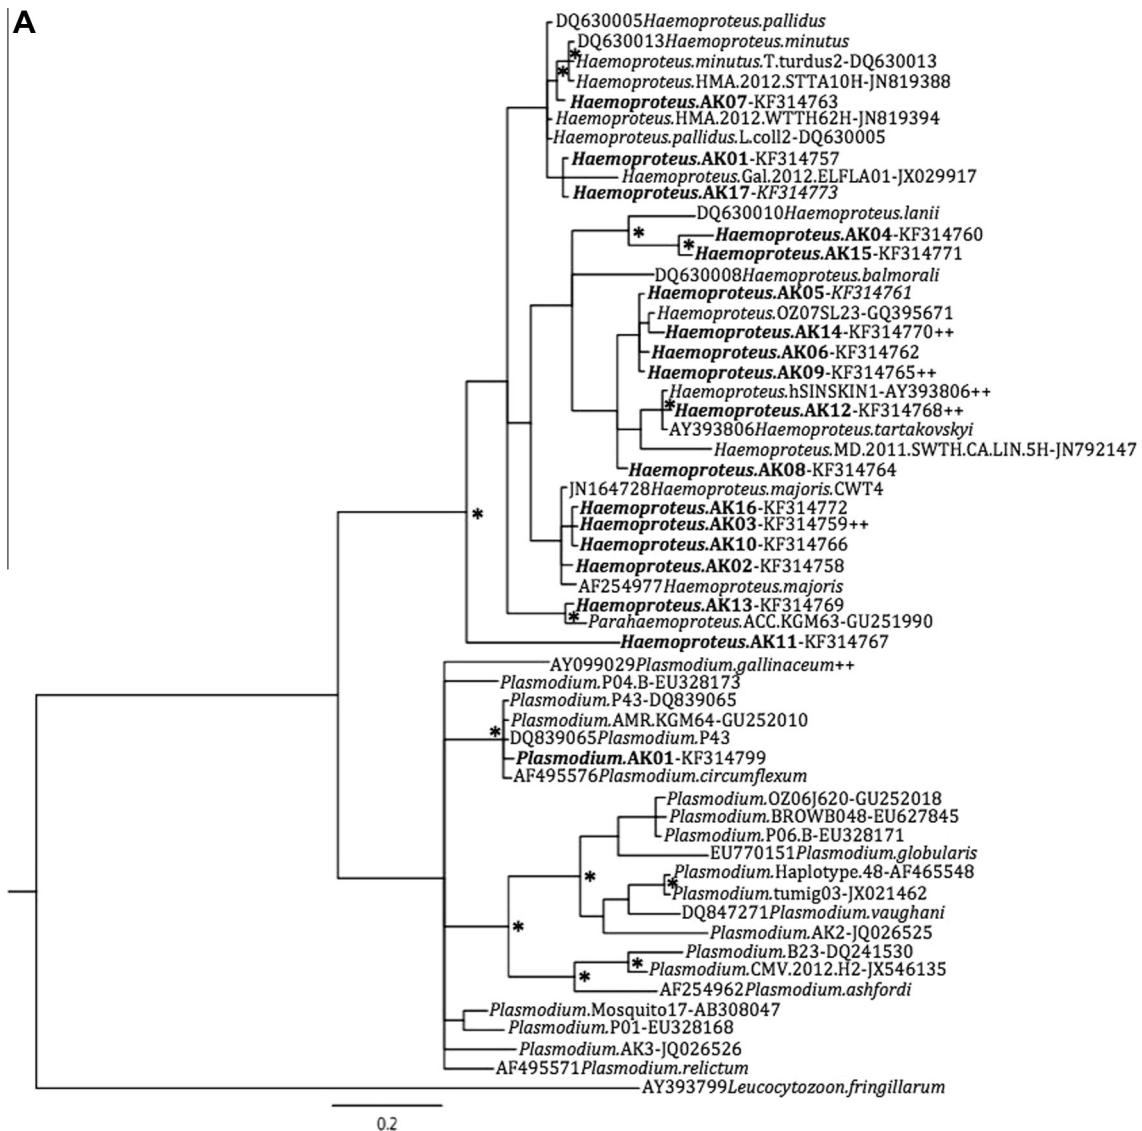 A
DQ630005Haemoproteus.pallidus
DQ630013Haemoproteus.minutus
Haemoproteus.minutus.T.turdus2-DQ630013
Haemoproteus.HMA.2012.STTA10H-JN819388
Haemoproteus.AK07-KF314763
Haemoproteus.HMA.2012.WTTH62H-JN819394
Haemoproteus.pallidus.L.coll2-DQ630005
Haemoproteus.AK01-KF314757
Haemoproteus.Gal.2012.ELFLA01-JX029917
Haemoproteus.AK17-KF314773
DQ630010Haemoproteus.lanii
Haemoproteus.AK04-KF314760
Haemoproteus.AK15-KF314771
DQ630008Haemoproteus.balmorali
Haemoproteus.AK05-KF314761
Haemoproteus.OZ07SL23-GQ395671
Haemoproteus.AK14-KF314770++
Haemoproteus.AK06-KF314762
Haemoproteus.AK09-KF314765++
Haemoproteus.hSINSKIN1-AY393806++
Haemoproteus.AK12-KF314768++
AY393806Haemoproteus.tartakovskyi
Haemoproteus.MD.2011.SWTH.CA.LIN.5H-JN792147
Haemoproteus.AK08-KF314764
JN164728Haemoproteus.majoris.CWT4
Haemoproteus.AK16-KF314772
Haemoproteus.AK03-KF314759++
Haemoproteus.AK10-KF314766
Haemoproteus.AK02-KF314758
AF254977Haemoproteus.majoris
Haemoproteus.AK13-KF314769
Parahaemoproteus.ACC.KGM63-GU251990
Haemoproteus.AK11-KF314767
AY099029Plasmodium.gallinaceum++
Plasmodium.P04.B-EU328173
Plasmodium.P43-DQ839065
Plasmodium.AMR.KGM64-GU252010
DQ839065Plasmodium.P43
Plasmodium.AK01-KF314799
AF495576Plasmodium.circumflexum
Plasmodium.OZ06J620-GU252018
Plasmodium.BROWB048-EU627845
Plasmodium.P06.B-EU328171
EU770151Plasmodium.globularis
Plasmodium.Haplotype.48-AF465548
Plasmodium.tumig03-JX021462
DQ847271Plasmodium.vaughani
Plasmodium.AK2-JQ026525
Plasmodium.B23-DQ241530
Plasmodium.CMV.2012.H2-JX546135
AF254962Plasmodium.ashfordi
Plasmodium.Mosquito17-AB308047
Plasmodium.P01-EU328168
Plasmodium.AK3-JQ026526
AF495571Plasmodium.relictum
AY393799Leucocytozoon.fringillarum
0.2